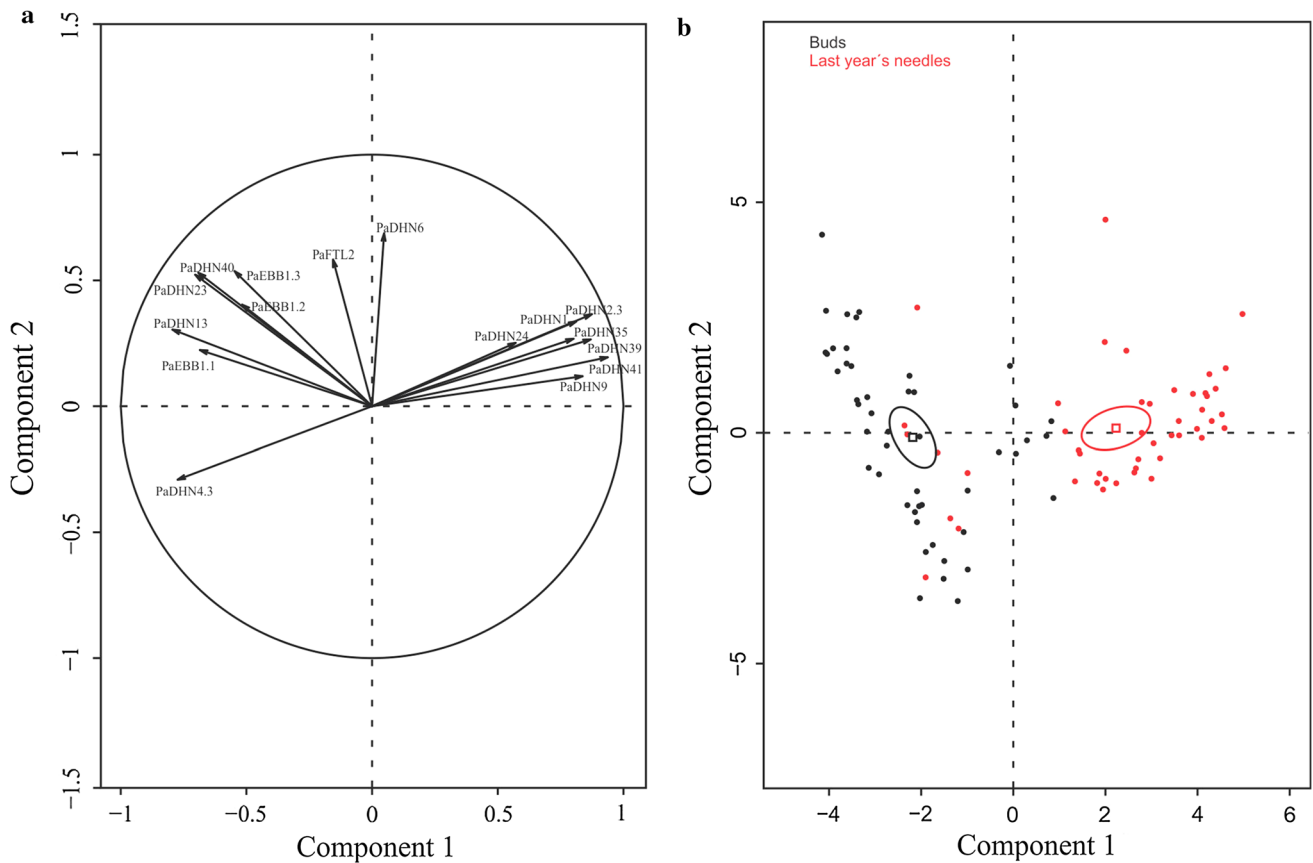 a
1.5
1
0.5
0
−0.5
−1
−1.5
Component 2
PaDHN6
PaFTL2
PaDHN40
PaEBB1.3
PaDHN23
PaEBB1.2
PaDHN13
PaEBB1.1
PaDHN4.3
PaDHN2.3
PaDHN1
PaDHN24
PaDHN35
PaDHN39
PaDHN41
PaDHN9
−1
−0.5
0
0.5
1
Component 1
b
Buds
Last year´s needles
5
0
−5
Component 2
−4
−2
0
2
4
6
Component 1